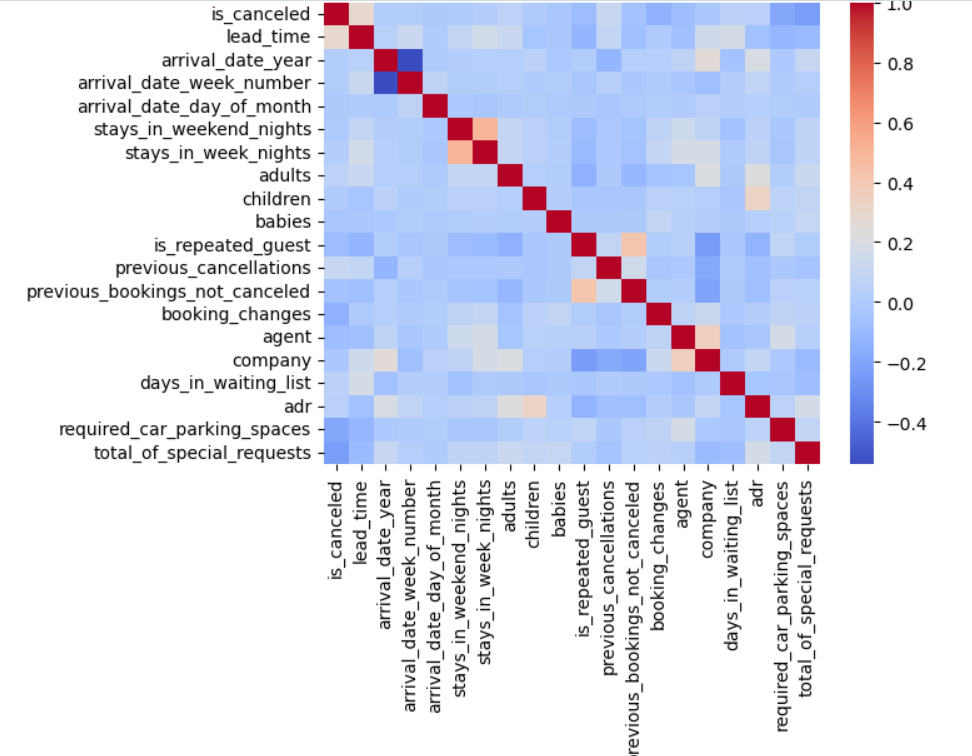 is_canceled
lead_time
arrival_date_year
arrival_date_week_number
arrival_date_day_of_month
stays_in_weekend_nights
stays_in_week_nights
adults
children
babies
is_repeated_guest
previous_cancellations
previous_bookings_not_canceled
booking_changes
agent
company
days_in_waiting_list
adr
required_car_parking_spaces
total_of_special_requests
is_canceled
lead_time
arrival_date_year
arrival_date_week_number
arrival_date_day_of_month
stays_in_weekend_nights
stays_in_week_nights
adults
children
babies
is_repeated_guest
previous_cancellations
revious_bookings_not_canceled
booking_changes
agent
company
days_in_waiting_list
adr
required_car_parking_spaces
total_of_special_requests
1.0
0.8
0.6
0.4
0.2
0.0
−0.2
−0.4